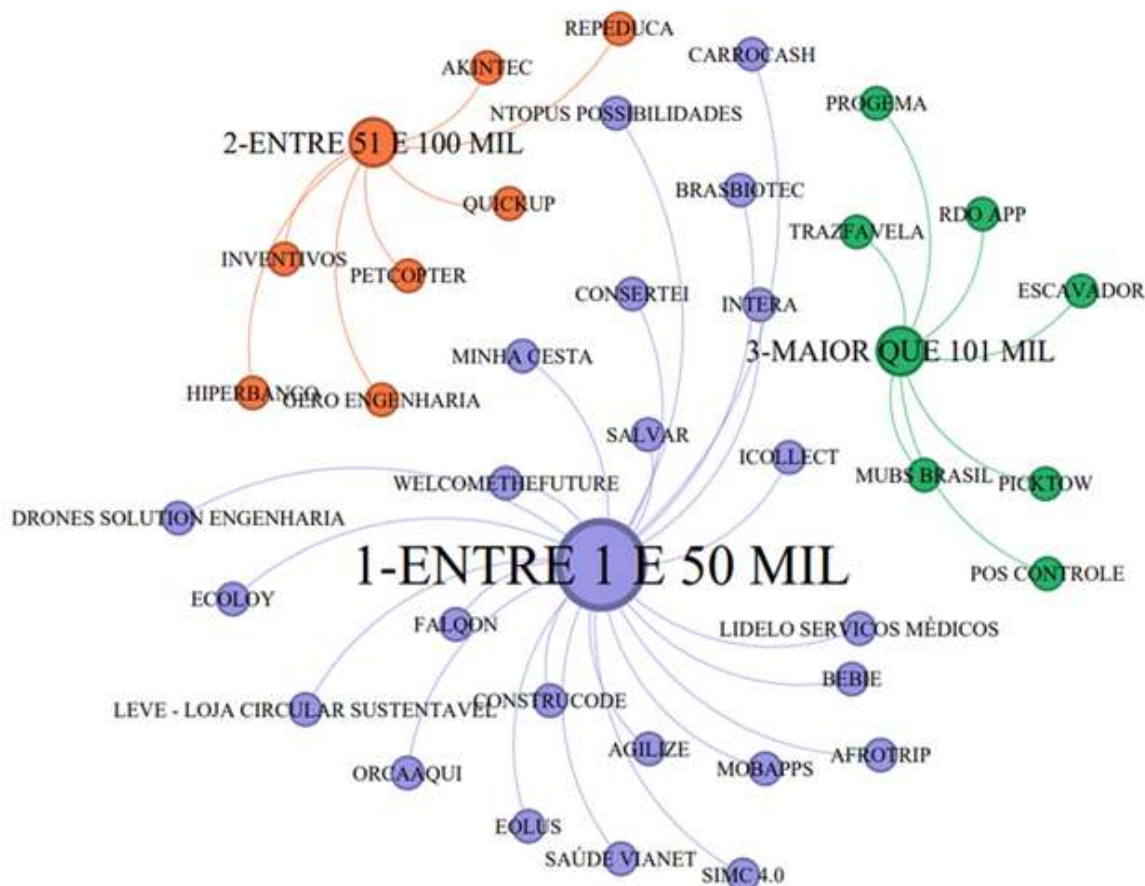 REPEDUCA
CARROCASH
AKINTEC
PROGEMA
NTOPUS POSSIBILIDADES
2-ENTRE 51 E 100 MIL
BRASBIOTEC
QUICKUP
RDO APP
TRAZFAVELA
INVENTIVOS
PETCOPTER
CONSERTEI
INTERA
ESCAVADOR
MINHA CESTA
3-MAIOR QUE 101 MIL
HIPERBANCO
GERO ENGENHARIA
SALVAR
ICOLLECT
MUBS BRASIL
PICKTOW
WELCOMETHEFUTURE
DRONES SOLUTION ENGENHARIA
1-ENTRE 1 E 50 MIL
POS CONTROLE
ECOLOY
FALQON
LIDELO SERVICOS MÉDICOS
BEBIE
CONSTRUCODE
LEVE - LOJA CIRCULAR SUSTENTAVEL
AGILIZE
AFROTRIP
MOBAPPS
ORCAAQUI
EOLUS
SAÚDE VIANET
SIMC 4.0